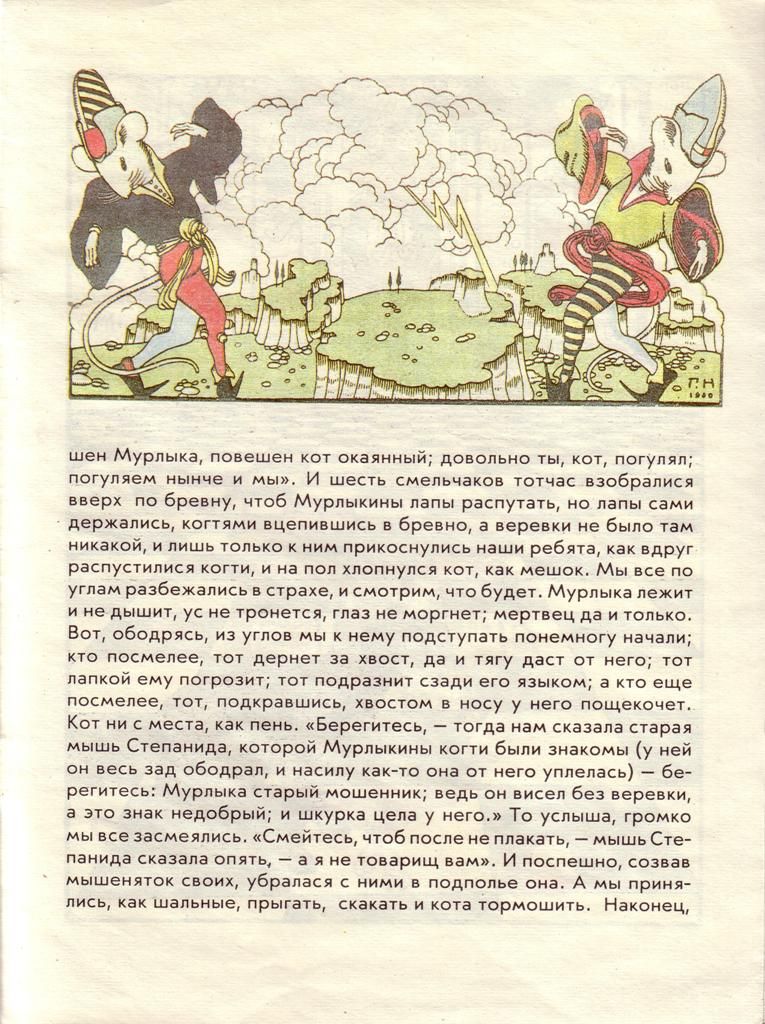 Г. Н
1980
шен Мурлыка, повешен кот окаянный; довольно ты, кот, погулял;
погуляем нынче и мы». И шесть смельчаков тотчас взобралися
вверх по бревну, чтоб Мурлыкины лапы распутать, но лапы сами
держались, когтями вцепившись в бревно, а веревки не было там
никакой, и лишь только к ним прикоснулись наши ребята, как вдруг
распустилися когти, и на пол хлопнулся кот, как мешок. Мы все по
углам разбежались в страхе, и смотрим, что будет. Мурлыка лежит
и не дышит, ус не тронется, глаз не моргнет; мертвец да и только.
Вот, ободрясь, из углов мы к нему подступать понемногу начали;
кто посмелее, тот дернет за хвост, да и тягу даст от него; тот
лапкой ему погрозит; тот подразнит сзади его языком; а кто еще
посмелее, тот, подкравшись, хвостом в носу у него пощекочет.
Кот ни с места, как пень. «Берегитесь, — тогда нам сказала старая
мышь Степанида, которой Мурлыкины когти были знакомы (у ней
он весь зад ободрал, и насилу как-то она от него уплелась) — бе-
регитесь: Мурлыка старый мошенник; ведь он висел без веревки,
а это знак недобрый; и шкурка цела у него.» То услыша, громко
мы все засмеялись. «Смейтесь, чтоб после не плакать, — мышь Сте-
панида сказала опять, — а я не товарищ вам». И поспешно, созвав
мышеняток своих, убралася с ними в подполье она. А мы приня-
лись, как шальные, прыгать, скакать и кота тормошить. Наконец,